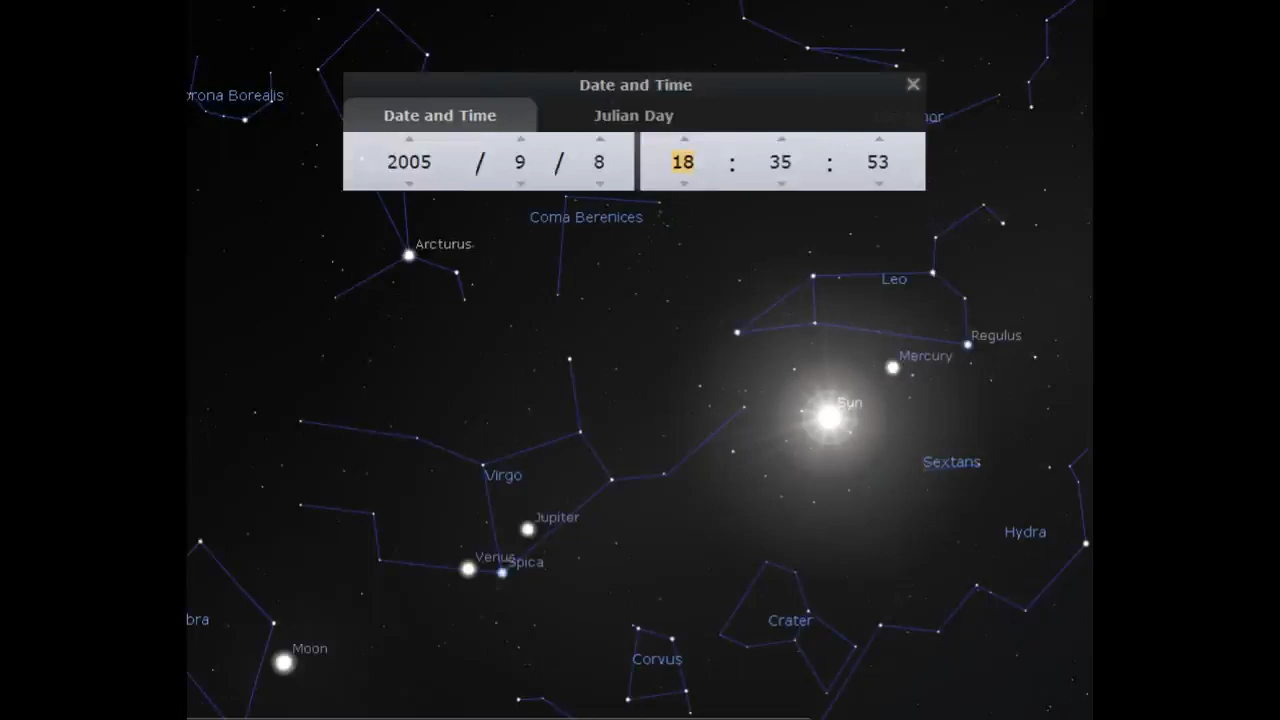 Date and Time
rona Borealis
Date and Time Julian Day
2005 / 9 / 8 18 : 35 : 53
Coma Berenices
Arcturus
Leo
Regulus
Mercury
Sun
Sextans
Virgo
Jupiter
Hydra
Venus
Spica
bra
Crater
Moon
Corvus